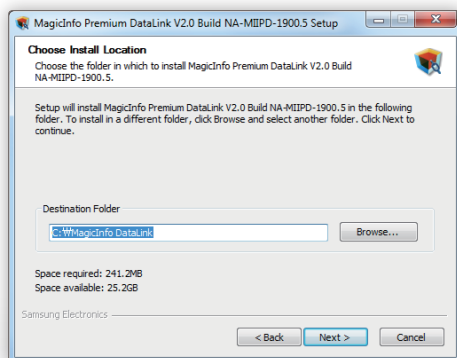 MagicInfo Premium DataLink V2.0 Build NA-MIIPD-1900.5 Setup
Choose Install Location
Choose the folder in which to install MagicInfo Premium DataLink V2.0 Build
NA-MIIPD-1900.5.
Setup will install MagicInfo Premium DataLink V2.0 Build NA-MIIPD-1900.5 in the following
folder. To install in a different folder, click Browse and select another folder. Click Next to
continue.
Destination Folder
C:₩MagicInfo DataLink
Browse...
Space required: 241.2MB
Space available: 25.2GB
Samsung Electronics
< Back
Next >
Cancel